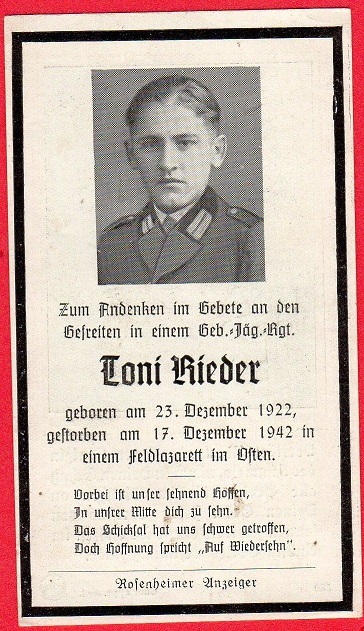 Zum Andenken im Gebete an den
Gefreiten in einem Geb.-Jäg.-Rgt.
Toni Rieder
geboren am 23. Dezember 1922,
gestorben am 17. Dezember 1942 in
einem Feldlazarett im Osten.
Vorbei ist unser sehnend Hoffen,
In unsrer Mitte dich zu sehn.
Das Schicksal hat uns schwer getroffen,
Doch Hoffnung spricht „Auf Wiedersehn".
Rosenheimer Anzeiger